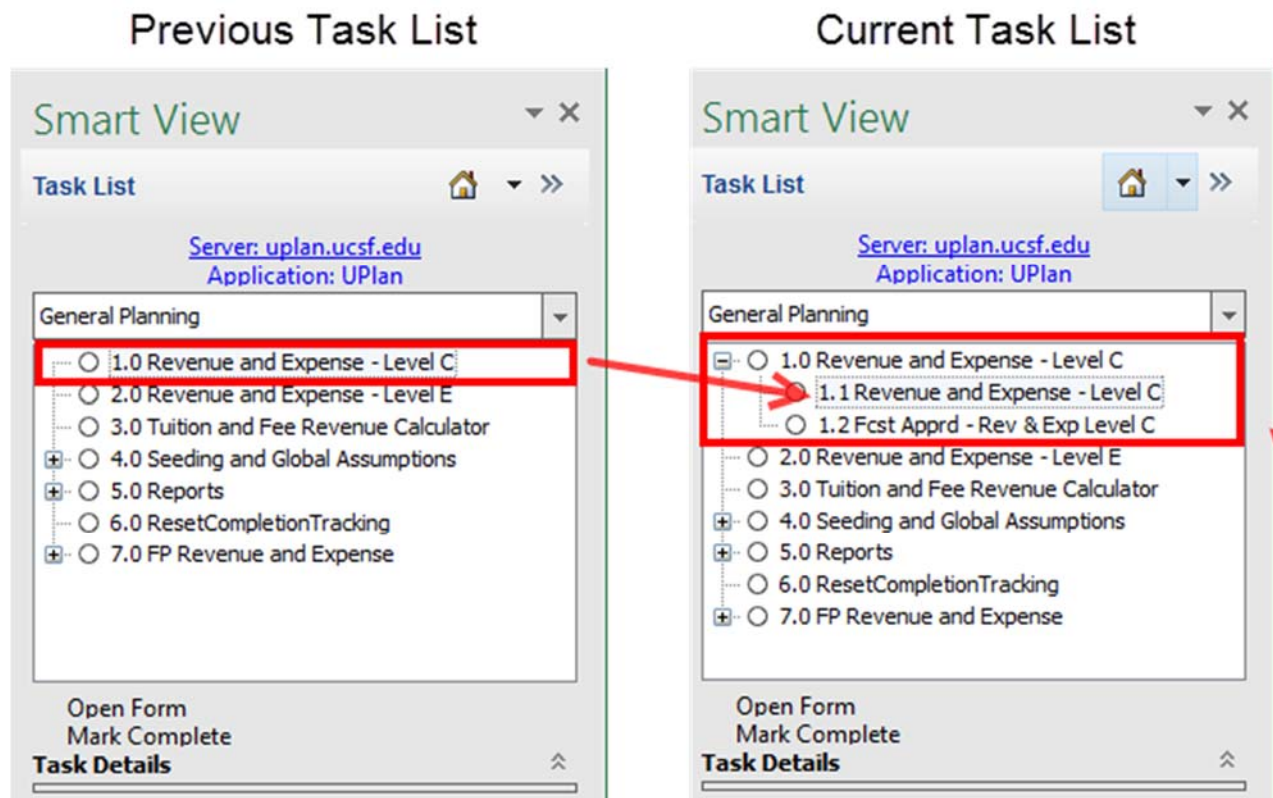 Previous Task List
Smart View
Task List
Server: uplan.ucsf.edu
Application: UPlan
General Planning
1.0 Revenue and Expense - Level C
2.0 Revenue and Expense - Level E
3.0 Tuition and Fee Revenue Calculator
4.0 Seeding and Global Assumptions
5.0 Reports
6.0 ResetCompletionTracking
7.0 FP Revenue and Expense
Open Form
Mark Complete
Task Details
Current Task List
Smart View
Task List
Server: uplan.ucsf.edu
Application: UPlan
General Planning
1.0 Revenue and Expense - Level C
1.1 Revenue and Expense - Level C
1.2 Fcst Apprd - Rev & Exp Level C
2.0 Revenue and Expense - Level E
3.0 Tuition and Fee Revenue Calculator
4.0 Seeding and Global Assumptions
5.0 Reports
6.0 ResetCompletionTracking
7.0 FP Revenue and Expense
Open Form
Mark Complete
Task Details